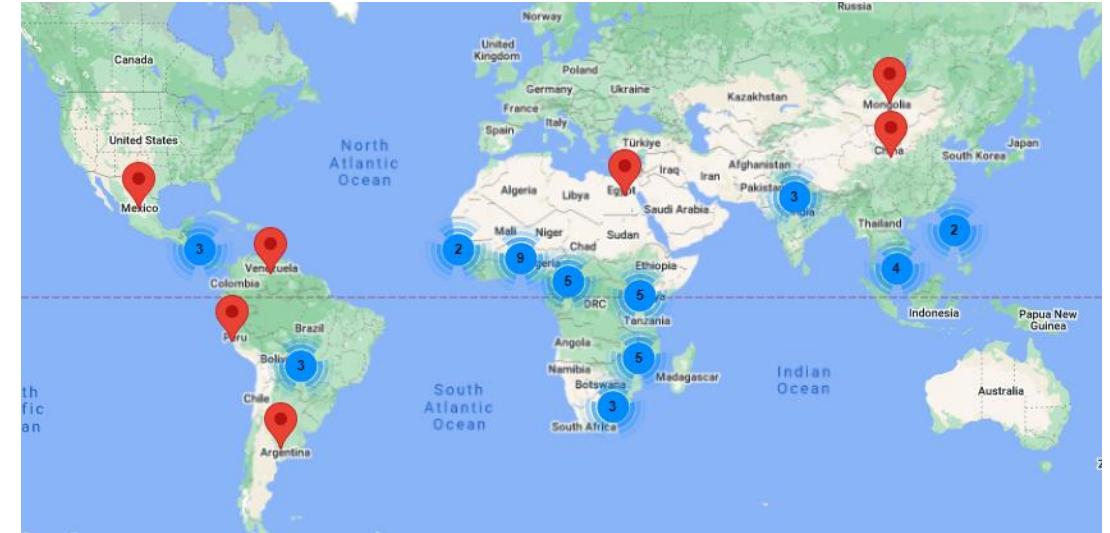 Russia
Norway
Canada
United
Kingdom
Poland
Germany
Ukraine
Kazakhstan
Mongolia
France
Italy
Spain
United States
North
Atlantic
Ocean
Türkiye
China
South Korea
Japan
Afghanistan
Iraq
Iran
Pakistan
Algeria
Libya
Egypt
3
Mexico
Saudi Arabia
Thailand
Mali
Niger
Sudan
2
3
2
Chad
9
Venezuela
Ethiopia
4
Colombia
5
5
DRC
Indonesia
Papua New
Guinea
Tanzania
Brazil
Peru
Angola
5
3
Namibia
Madagascar
Indian
Ocean
Botswana
South
Atlantic
Ocean
Australia
Chile
3
South Africa
Argentina